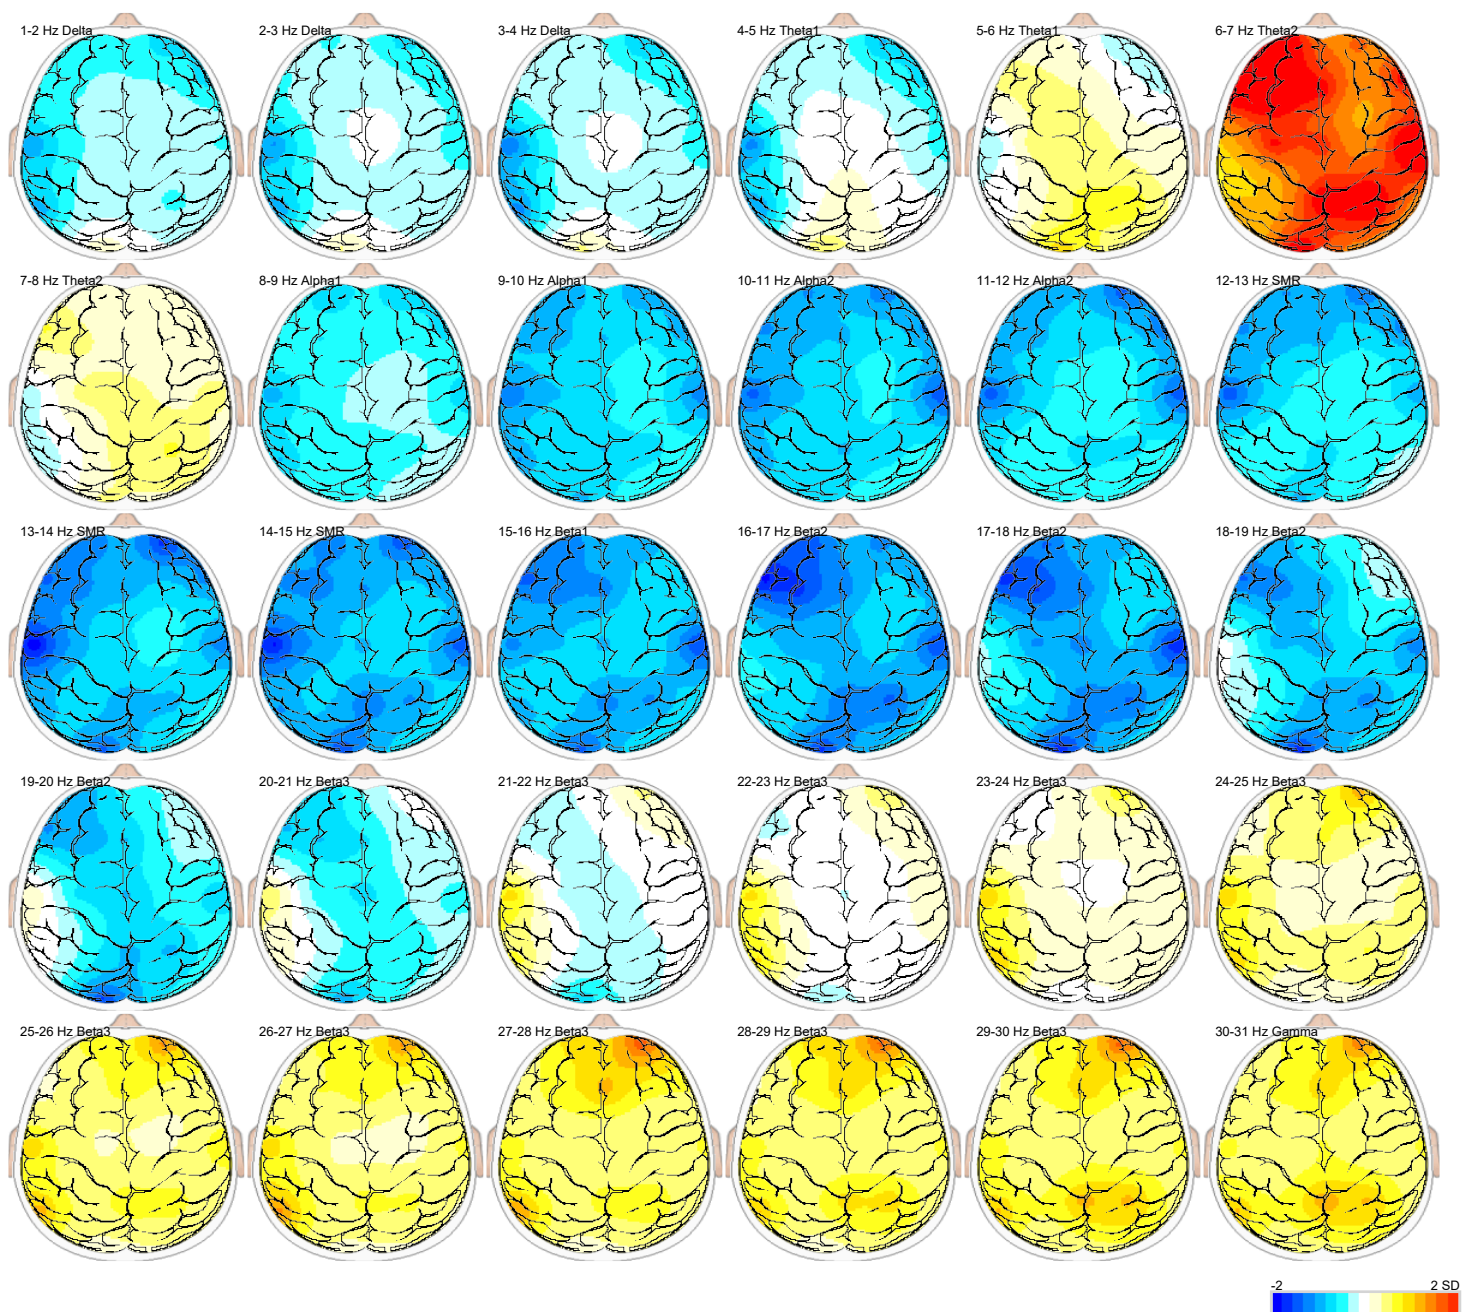 1-2 Hz Delta
2-3 Hz Delta
3-4 Hz Delta
4-5 Hz Theta1
5-6 Hz Theta1
6-7 Hz Theta2
7-8 Hz Theta2
8-9 Hz Alpha1
9-10 Hz Alpha1
10-11 Hz Alpha2
11-12 Hz Alpha2
12-13 Hz SMR
13-14 Hz SMR
14-15 Hz SMR
15-16 Hz Beta1
16-17 Hz Beta2
17-18 Hz Beta2
18-19 Hz Beta2
19-20 Hz Beta2
20-21 Hz Beta3
21-22 Hz Beta3
22-23 Hz Beta3
23-24 Hz Beta3
24-25 Hz Beta3
25-26 Hz Beta3
26-27 Hz Beta3
27-28 Hz Beta3
28-29 Hz Beta3
29-30 Hz Beta3
30-31 Hz Gamma
-2 2 SD